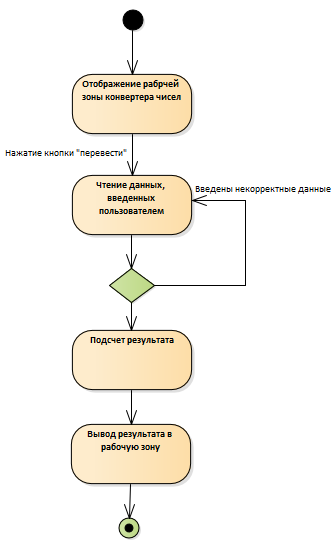 Отображение рабрчей
зоны конвертера чисел
Нажатие кнопки "перевести"
Чтение данных,
введенных
пользователем
Введены некорректные данные
Подсчет результата
Вывод результата в
рабочую зону